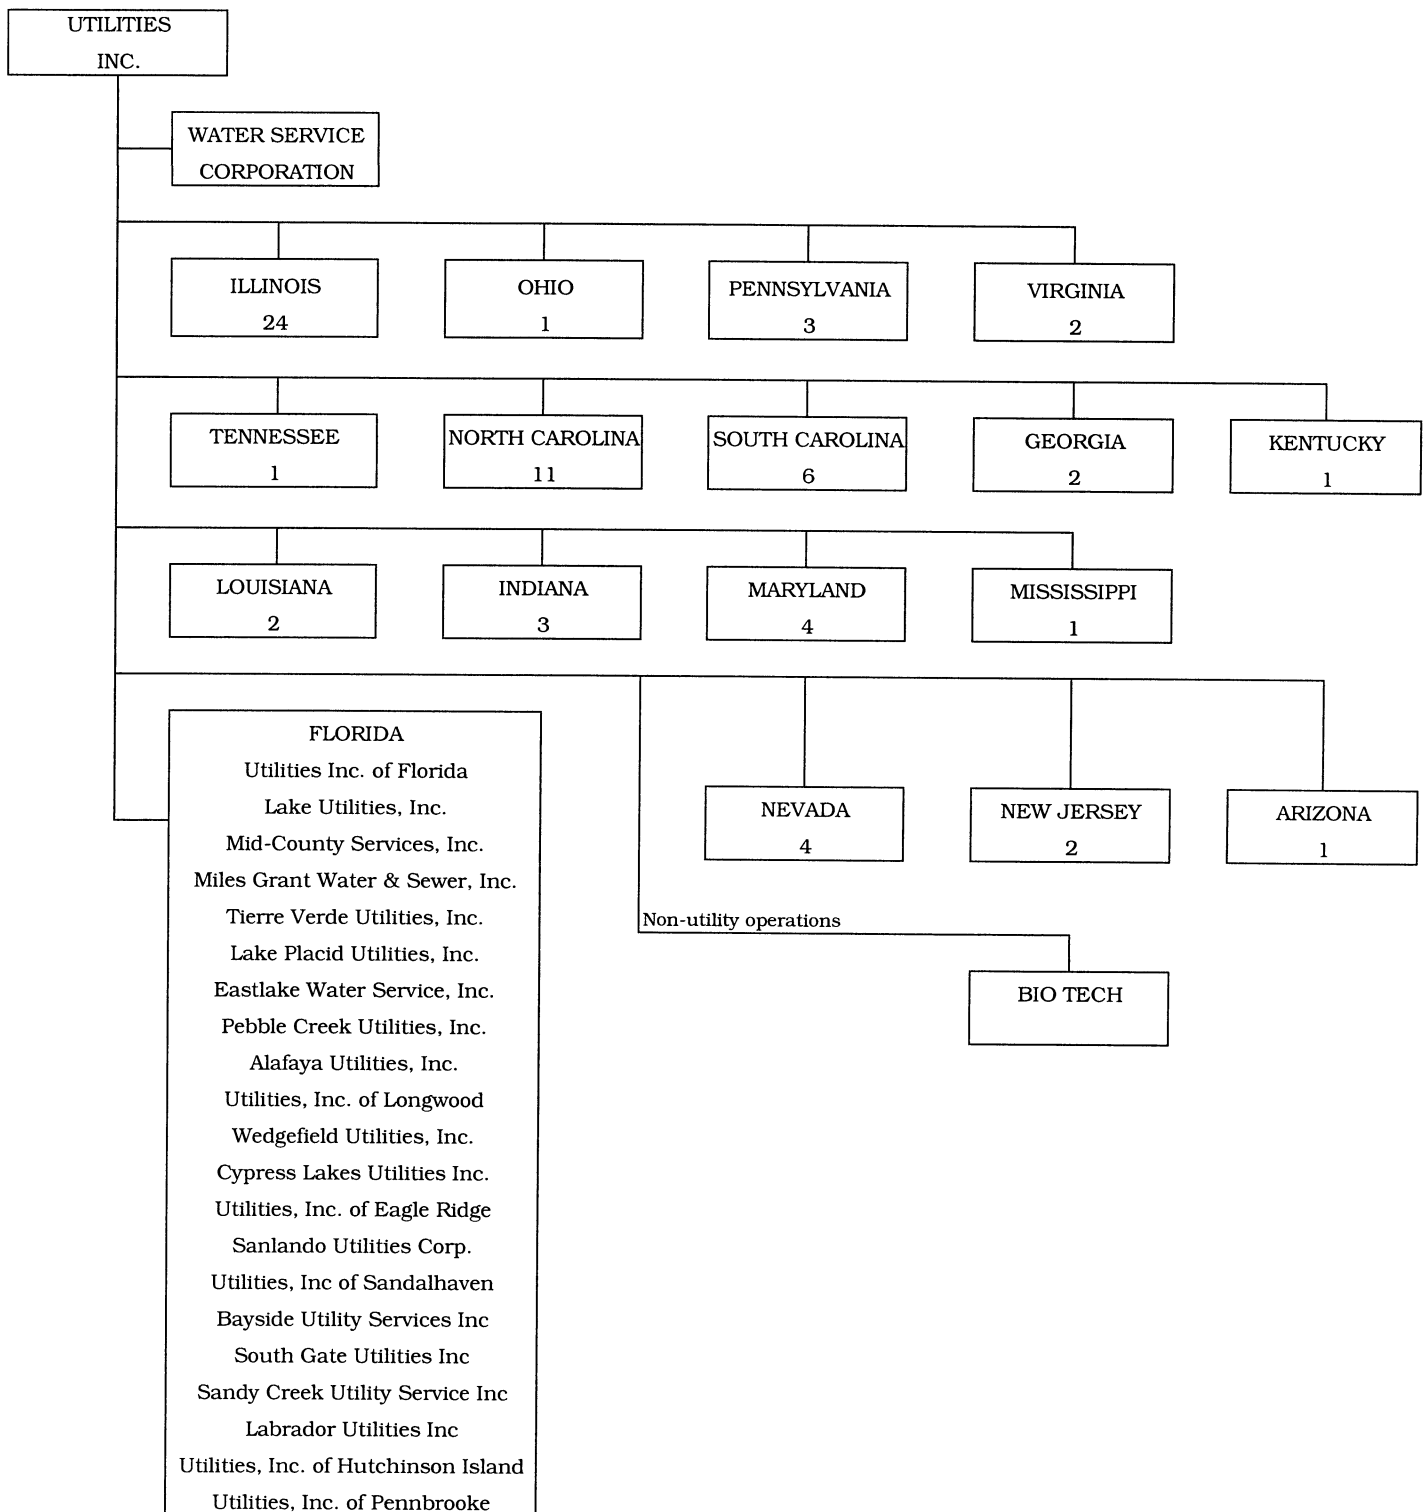 UTILITIES
INC.
WATER SERVICE
CORPORATION
ILLINOIS
24
OHIO
1
PENNSYLVANIA
3
VIRGINIA
2
TENNESSEE
1
NORTH CAROLINA
11
SOUTH CAROLINA
6
GEORGIA
2
KENTUCKY
1
LOUISIANA
2
INDIANA
3
MARYLAND
4
MISSISSIPPI
1
FLORIDA
Utilities Inc. of Florida
Lake Utilities, Inc.
Mid-County Services, Inc.
Miles Grant Water & Sewer, Inc.
Tierre Verde Utilities, Inc.
Lake Placid Utilities, Inc.
Eastlake Water Service, Inc.
Pebble Creek Utilities, Inc.
Alafaya Utilities, Inc.
Utilities, Inc. of Longwood
Wedgefield Utilities, Inc.
Cypress Lakes Utilities Inc.
Utilities, Inc. of Eagle Ridge
Sanlando Utilities Corp.
Utilities, Inc of Sandalhaven
Bayside Utility Services Inc
South Gate Utilities Inc
Sandy Creek Utility Service Inc
Labrador Utilities Inc
Utilities, Inc. of Hutchinson Island
Utilities, Inc. of Pennbrooke
NEVADA
4
NEW JERSEY
2
ARIZONA
1
Non-utility operations
BIO TECH